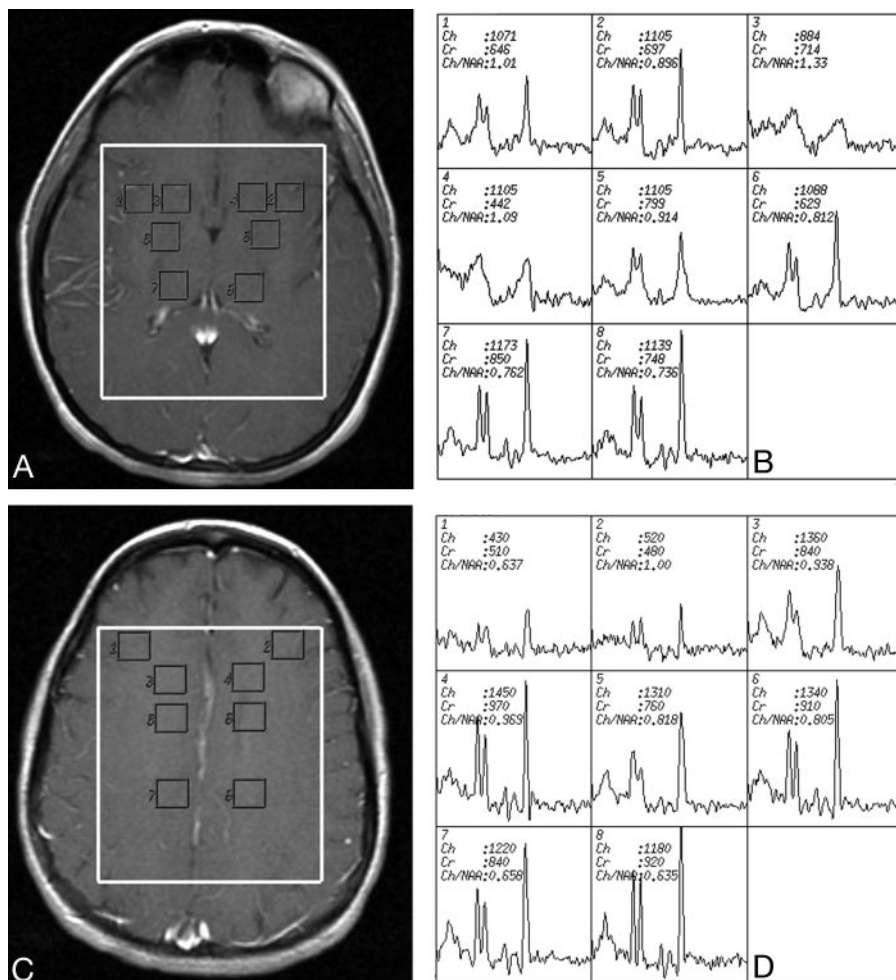 1
Ch :1071
Cr :646
Ch/NAA:1.01
2
Ch :1105
Cr :697
Ch/NAA:0.896
3
Ch :884
Cr :714
Ch/NAA:1.33
4
Ch :1105
Cr :442
Ch/NAA:1.09
5
Ch :1105
Cr :799
Ch/NAA:0.914
6
Ch :1088
Cr :629
Ch/NAA:0.812
7
Ch :1173
Cr :850
Ch/NAA:0.762
8
Ch :1139
Cr :748
Ch/NAA:0.736
7
A
B
1
Ch :430
Cr :510
Ch/NAA:0.637
2
Ch :520
Cr :480
Ch/NAA:1.00
3
Ch :1360
Cr :840
Ch/NAA:0.938
4
Ch :1450
Cr :970
Ch/NAA:0.969
5
Ch :1310
Cr :760
Ch/NAA:0.818
6
Ch :1340
Cr :910
Ch/NAA:0.805
7
Ch :1220
Cr :840
Ch/NAA:0.658
8
Ch :1180
Cr :920
Ch/NAA:0.635
1 2
3 4
7
C
D